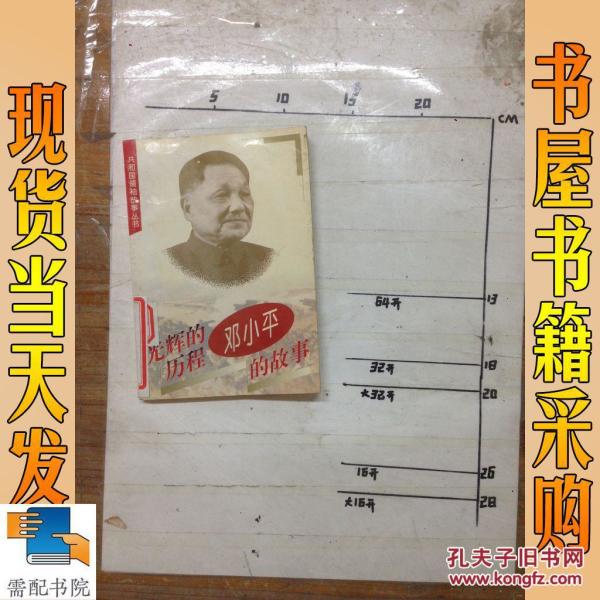 现货当天发
书屋书籍采购
5 10 15 20 CM
共和国领袖故事丛书
光辉的
历程
邓小平
的故事
64开 13
32开 18
大32开 20
16开 26
大16开 28
需配书院
孔夫子旧书网
www.kongfz.com